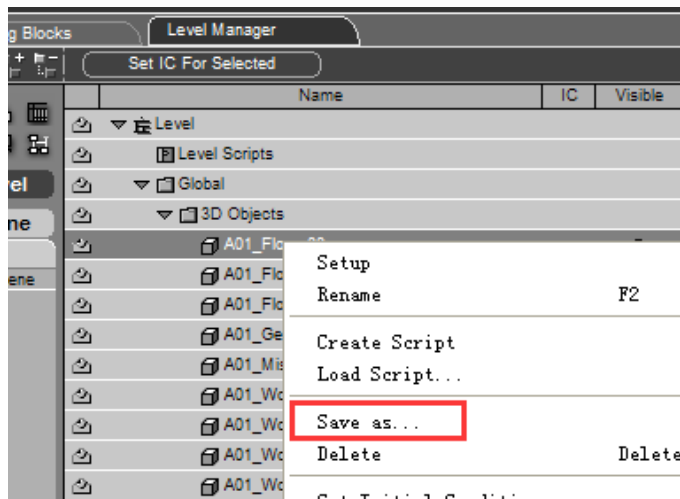 g Blocks
Level Manager
Set IC For Selected
Name IC Visible
Level
Level Scripts
Global
3D Objects
A01_Flo
A01_Flo
A01_Flo
A01_Ge
A01_Mis
A01_Wo
A01_Wo
A01_Wo
A01_Wo
vel
me
ene
Setup
Rename F2
Create Script
Load Script...
Save as...
Delete Delete